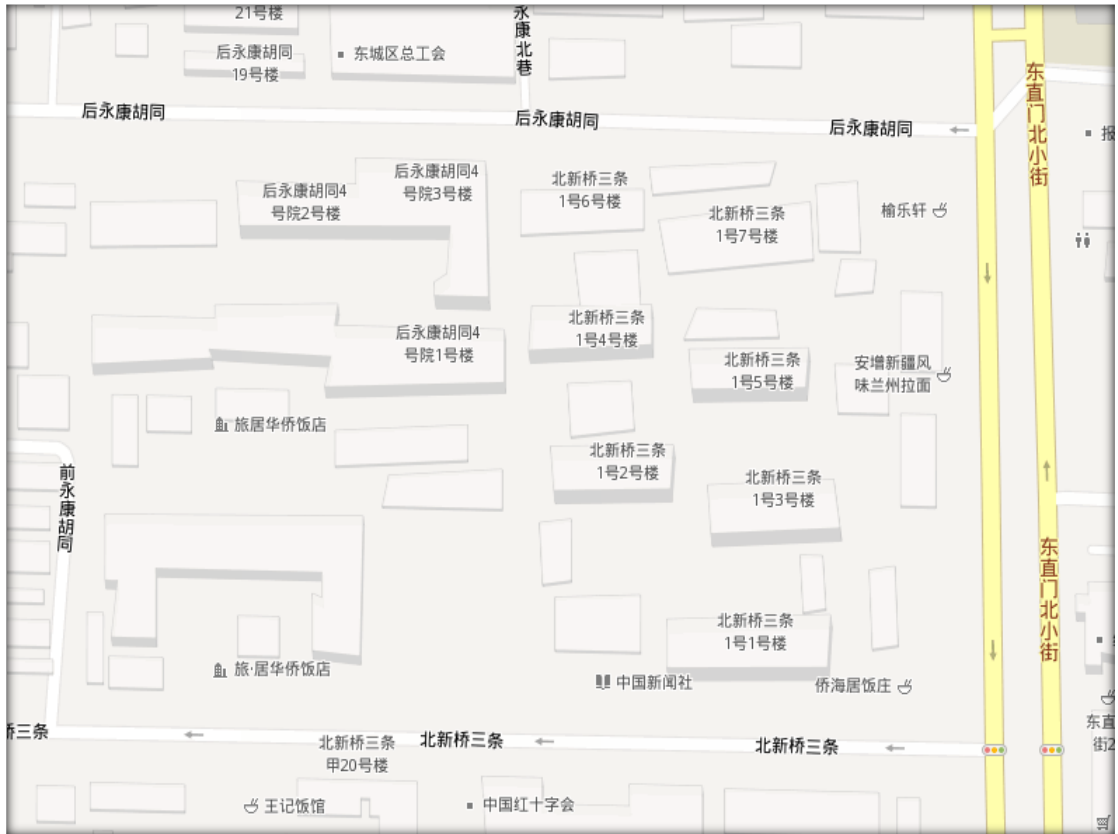 21号楼
永康北巷
后永康胡同
19号楼
东城区总工会
后永康胡同
后永康胡同
后永康胡同
东直门北小街
报
后永康胡同4
号院2号楼
后永康胡同4
号院3号楼
北新桥三条
1号6号楼
北新桥三条
1号7号楼
榆乐轩
后永康胡同4
号院1号楼
北新桥三条
1号4号楼
北新桥三条
1号5号楼
安增新疆风
味兰州拉面
旅居华侨饭店
北新桥三条
1号2号楼
北新桥三条
1号3号楼
前永康胡同
东直门北小街
北新桥三条
1号1号楼
旅·居华侨饭店
中国新闻社
侨海居饭庄
桥三条
北新桥三条
甲20号楼
北新桥三条
北新桥三条
东直
街2
王记饭馆
中国红十字会